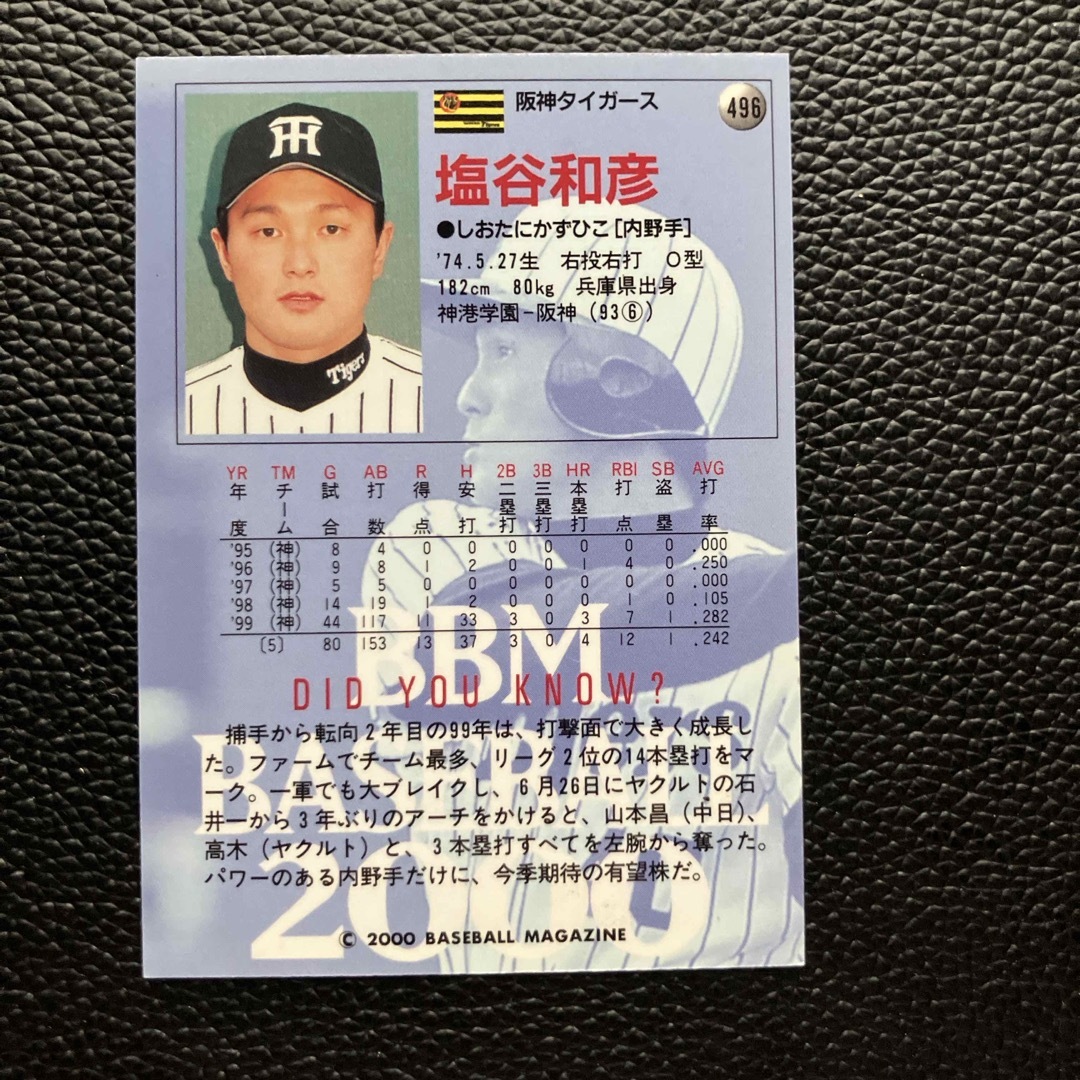 阪神タイガース
496
塩谷和彦
●しおたにかずひこ[内野手]
'74.5.27生 右投右打 O型
182cm 80kg 兵庫県出身
神港学園−阪神（93⑥）
Tigers
YR TM G AB R H 2B 3B HR RBI SB AVG
年度 チーム 試合 打数 得点 安打 二塁打 三塁打 本塁打 打点 盗塁 打率
'95 (神) 8 4 0 0 0 0 0 0 0 .000
'96 (神) 9 8 1 2 0 0 1 4 0 .250
'97 (神) 5 5 0 0 0 0 0 0 0 .000
'98 (神) 14 19 1 2 0 0 0 1 0 .105
'99 (神) 44 117 11 33 3 0 3 7 1 .282
〔5〕 80 153 13 37 3 0 4 12 1 .242
DID YOU KNOW?
捕手から転向2年目の99年は、打撃面で大きく成長し
た。ファームでチーム最多、リーグ2位の14本塁打をマ
ーク。一軍でも大ブレイクし、6月26日にヤクルトの石
井一から3年ぶりのアーチをかけると、山本昌（中日）、
高木（ヤクルト）と、3本塁打すべてを左腕から奪った。
パワーのある内野手だけに、今季期待の有望株だ。
BBM
BASEBALL
2000
© 2000 BASEBALL MAGAZINE